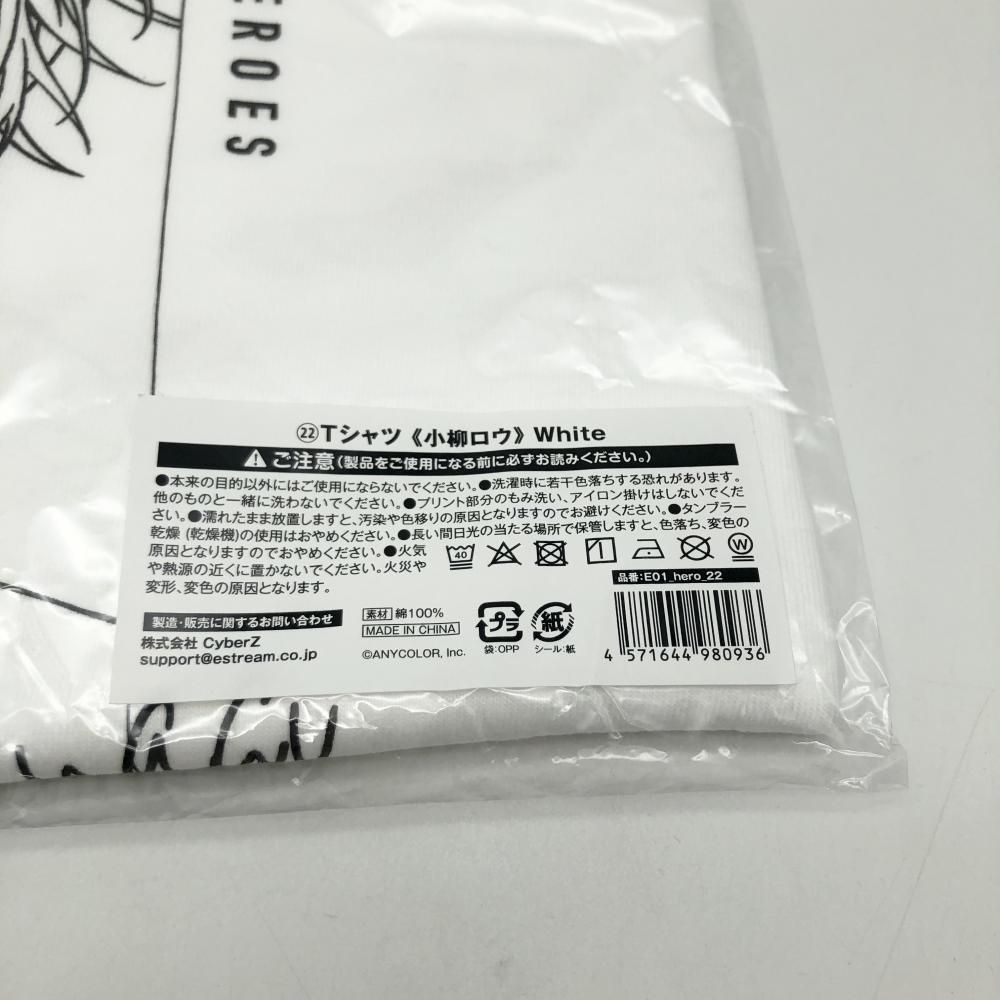 EROES
㉒Tシャツ《小柳ロウ》White
ご注意(製品をご使用になる前に必ずお読みください。)
●本来の目的以外にはご使用にならないでください。●洗濯時に若干色落ちする恐れがあります。
他のものと一緒に洗わないでください。●プリント部分のもみ洗い、アイロン掛けはしないでくだ
さい。●濡れたまま放置しますと、汚染や色移りの原因となりますのでお避けください。●タンブラー
乾燥(乾燥機)の使用はおやめください。●長い間日光の当たる場所で保管しますと、色落ち、変色の
原因となりますのでおやめください。●火気
や熱源の近くに置かないでください。火災や
変形、変色の原因となります。
40
W
品番:E01_hero_22
製造・販売に関するお問い合わせ
株式会社 CyberZ
support@estream.co.jp
素材 綿100%
MADE IN CHINA
©ANYCOLOR, Inc.
プラ
袋:OPP
紙
シール:紙
4 571644 980936